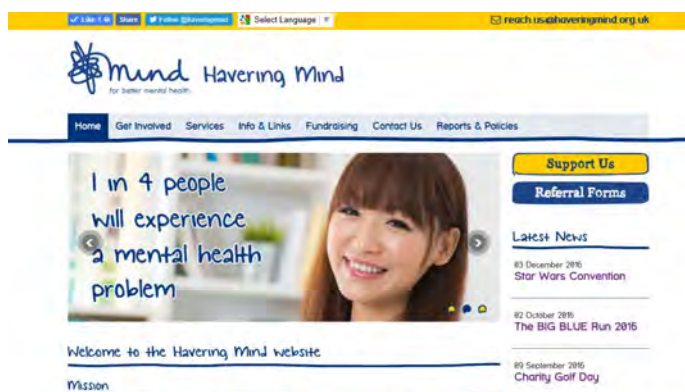 Like 1.
Share
Follow @haveringmind
Select Language
reach us@haveringmind.org.uk
mind Havering Mind
for better mental health
Home Get Involved Services Info & Links Fundraising Contact Us Reports & Policies
1 in 4 people
will experience
a mental health
problem
Support Us
Referral Forms
Latest News
03 December 2016
Star Wars Convention
02 October 2016
The BIG BLUE Run 2016
09 September 2016
Charity Golf Day
Welcome to the Havering Mind website
Mission